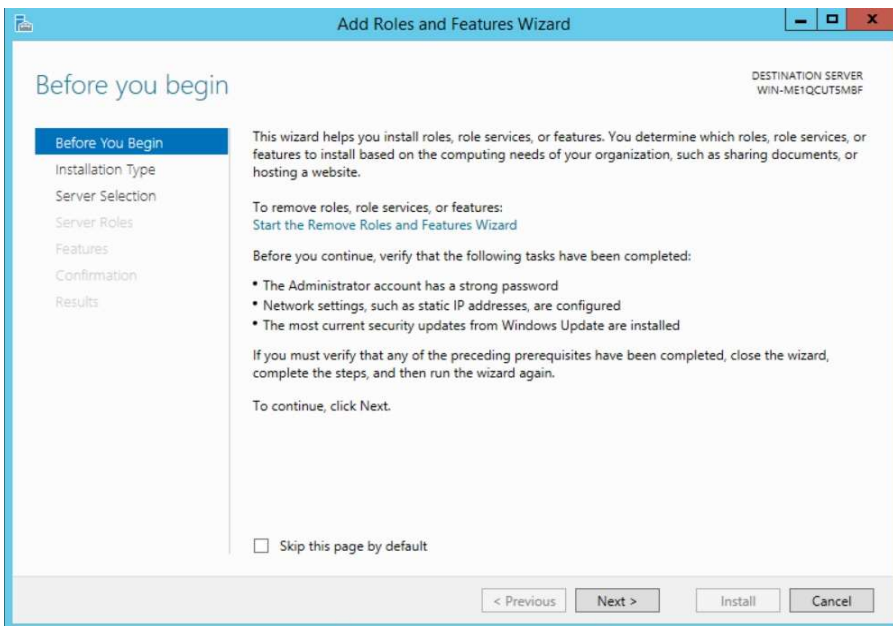 Add Roles and Features Wizard
x
Before you begin
DESTINATION SERVER
WIN-ME1QCUT5MBF
Before You Begin
Installation Type
Server Selection
Server Roles
Features
Confirmation
Results
This wizard helps you install roles, role services, or features. You determine which roles, role services, or
features to install based on the computing needs of your organization, such as sharing documents, or
hosting a website.
To remove roles, role services, or features:
Start the Remove Roles and Features Wizard
Before you continue, verify that the following tasks have been completed:
• The Administrator account has a strong password
• Network settings, such as static IP addresses, are configured
• The most current security updates from Windows Update are installed
If you must verify that any of the preceding prerequisites have been completed, close the wizard,
complete the steps, and then run the wizard again.
To continue, click Next.
Skip this page by default
< Previous
Next >
Install
Cancel